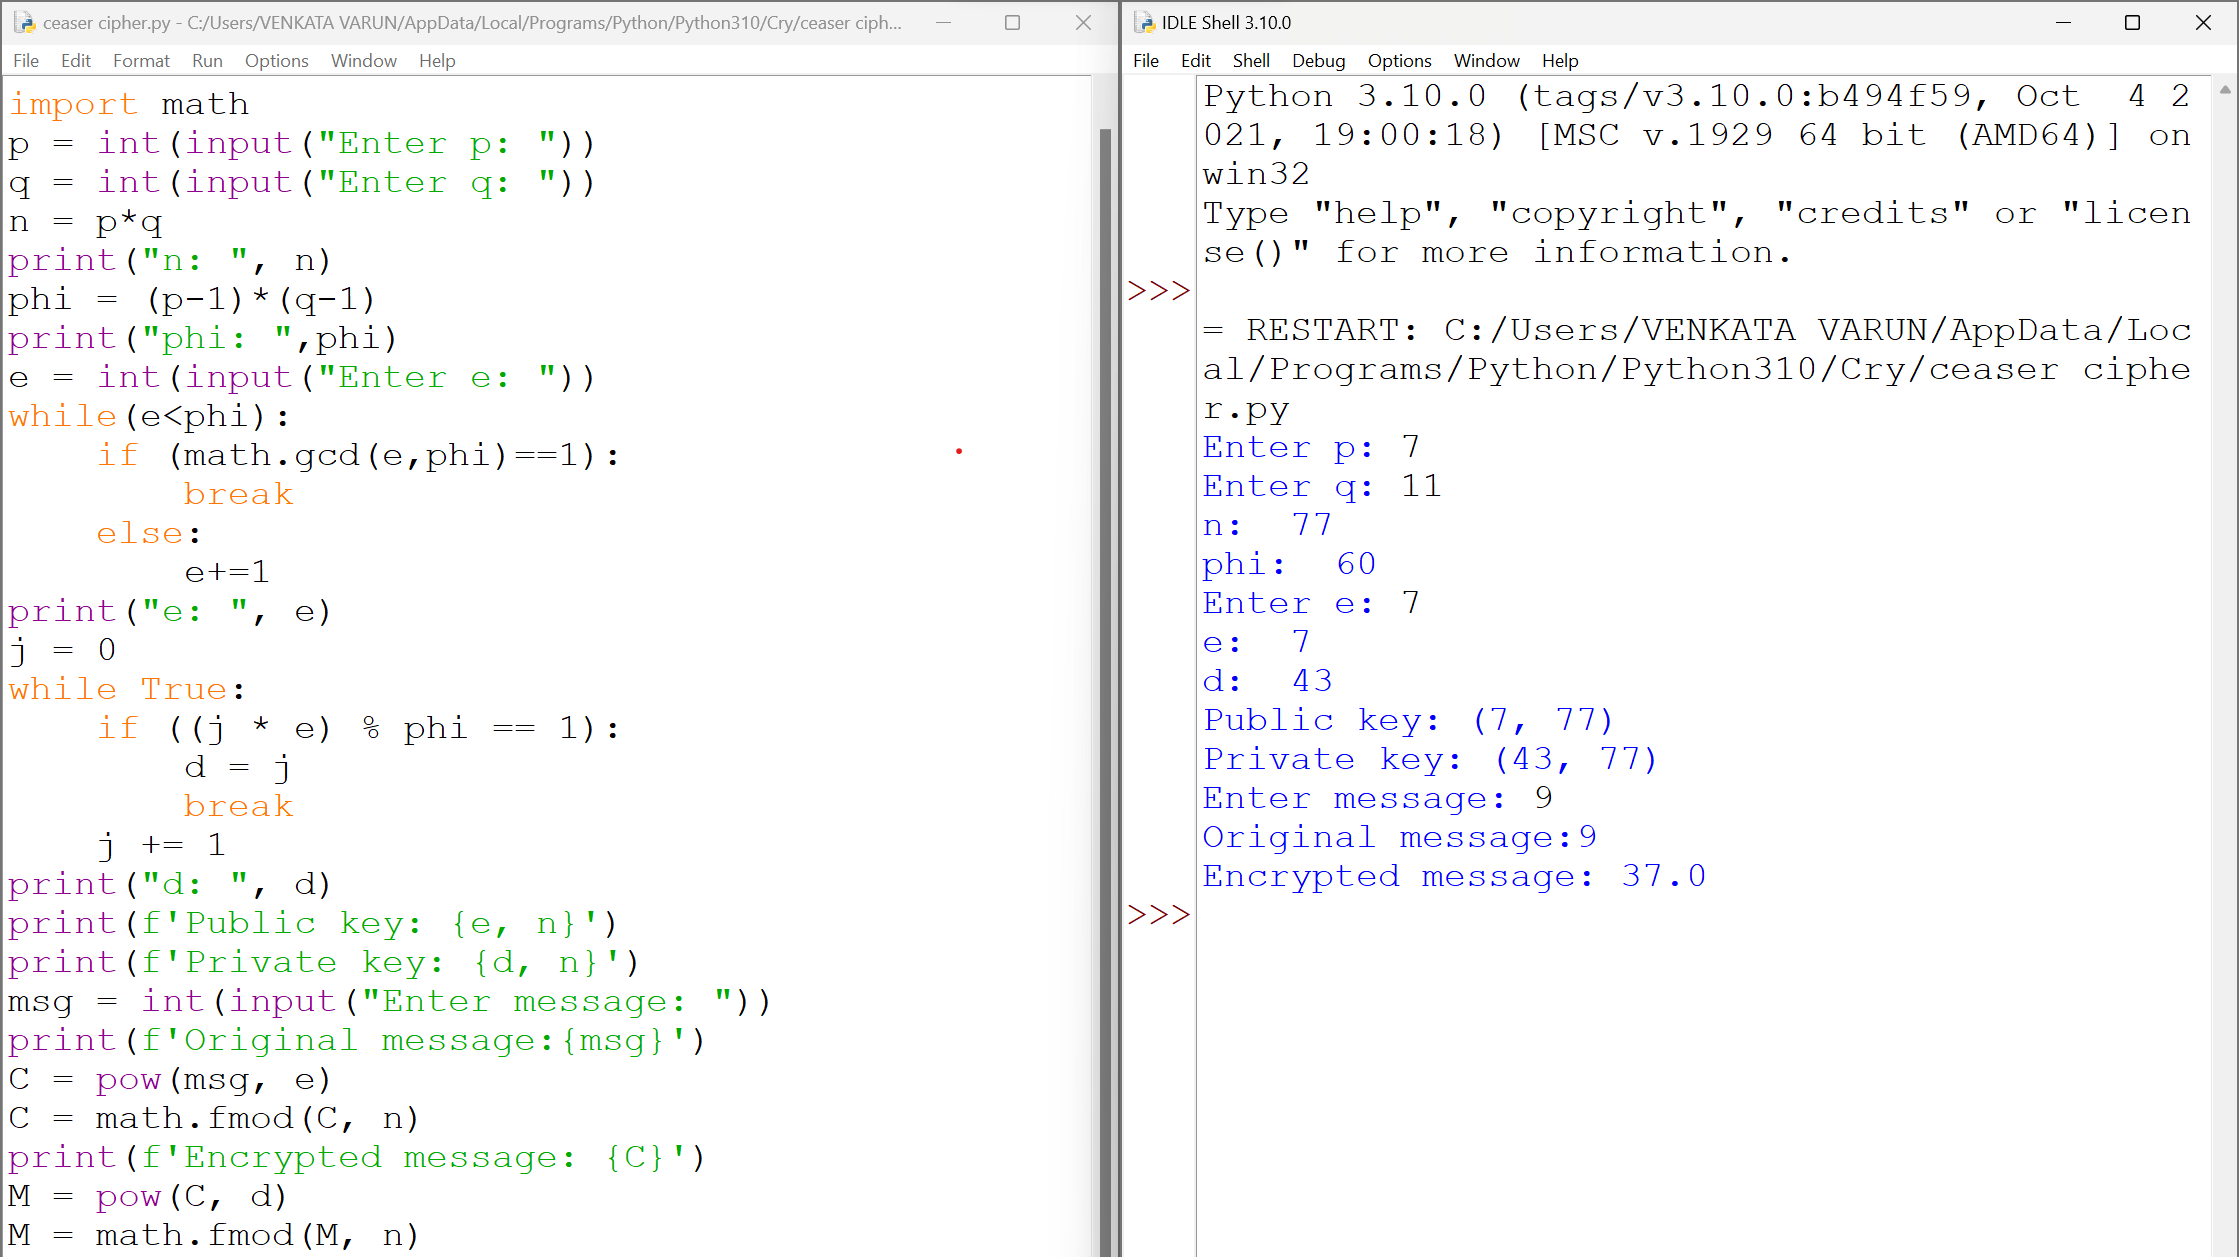 ceaser cipher.py - C:/Users/VENKATA VARUN/AppData/Local/Programs/Python/Python310/Cry/ceaser ciph...
File Edit Format Run Options Window Help
import math
p = int(input("Enter p: "))
q = int(input("Enter q: "))
n = p*q
print("n: ", n)
phi = (p-1)*(q-1)
print("phi: ",phi)
e = int(input("Enter e: "))
while(e<phi):
    if (math.gcd(e,phi)==1):
        break
    else:
        e+=1
print("e: ", e)
j = 0
while True:
    if ((j * e) % phi == 1):
        d = j
        break
    j += 1
print("d: ", d)
print(f'Public key: {e, n}')
print(f'Private key: {d, n}')
msg = int(input("Enter message: "))
print(f'Original message:{msg}')
C = pow(msg, e)
C = math.fmod(C, n)
print(f'Encrypted message: {C}')
M = pow(C, d)
M = math.fmod(M, n)
IDLE Shell 3.10.0
File Edit Shell Debug Options Window Help
Python 3.10.0 (tags/v3.10.0:b494f59, Oct  4 2
021, 19:00:18) [MSC v.1929 64 bit (AMD64)] on
win32
Type "help", "copyright", "credits" or "licen
se()" for more information.
>>>
= RESTART: C:/Users/VENKATA VARUN/AppData/Loc
al/Programs/Python/Python310/Cry/ceaser ciphe
r.py
Enter p: 7
Enter q: 11
n:  77
phi:  60
Enter e: 7
e:  7
d:  43
Public key: (7, 77)
Private key: (43, 77)
Enter message: 9
Original message:9
Encrypted message: 37.0
>>>